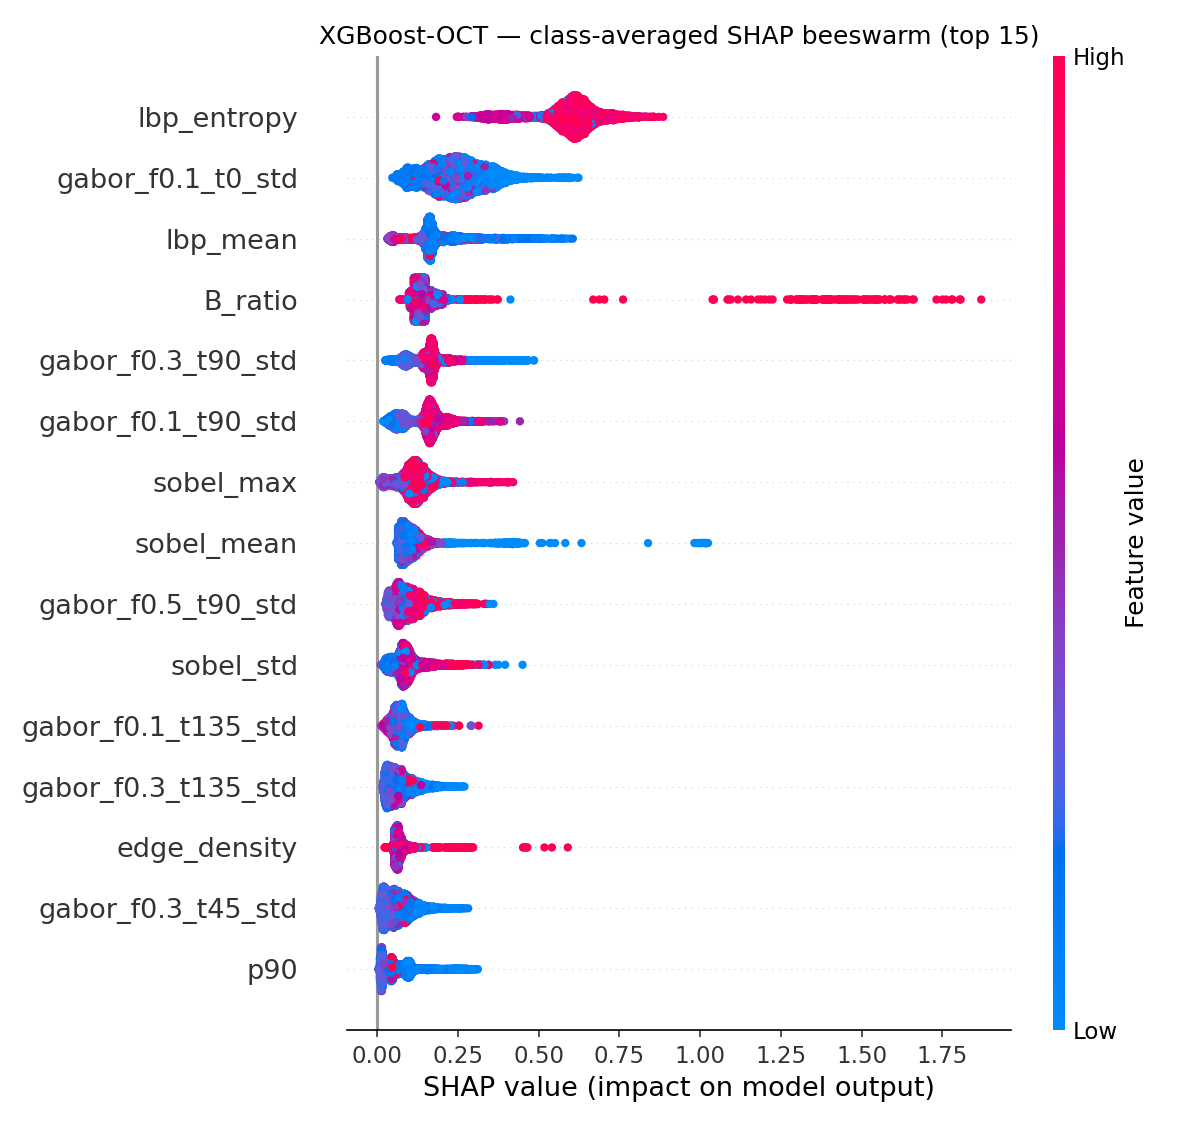 XGBoost-OCT — class-averaged SHAP beeswarm (top 15)
High
lbp_entropy
gabor_f0.1_t0_std
lbp_mean
B_ratio
gabor_f0.3_t90_std
gabor_f0.1_t90_std
sobel_max
sobel_mean
gabor_f0.5_t90_std
sobel_std
gabor_f0.1_t135_std
gabor_f0.3_t135_std
edge_density
gabor_f0.3_t45_std
p90
Feature value
Low
0.00 0.25 0.50 0.75 1.00 1.25 1.50 1.75
SHAP value (impact on model output)